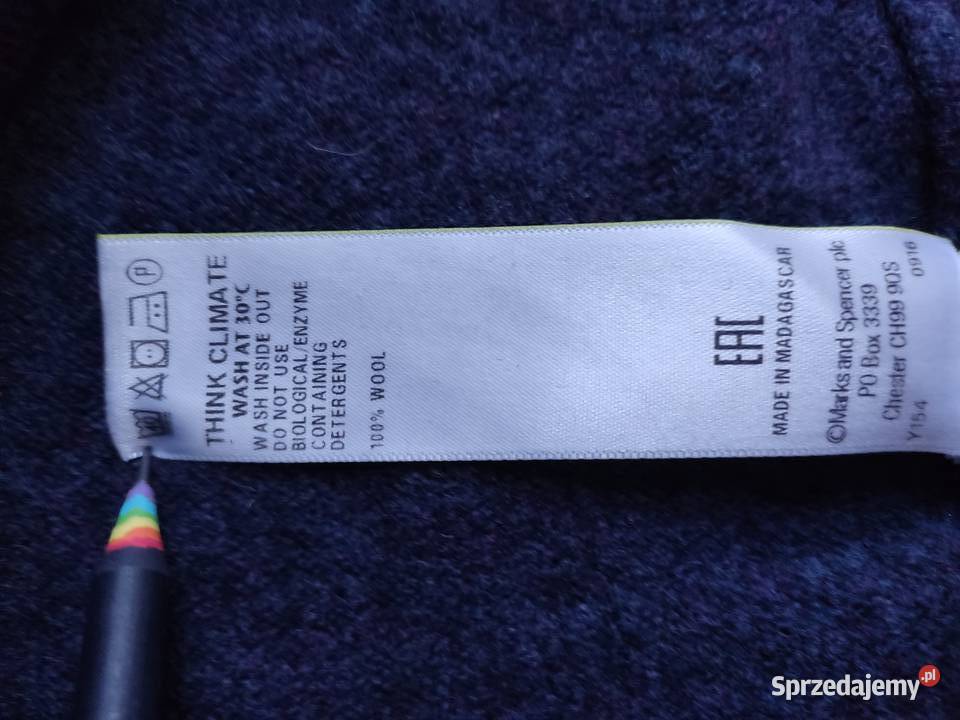 THINK CLIMATE
WASH AT 30°C
WASH INSIDE OUT
DO NOT USE
BIOLOGICAL/ENZYME
CONTAINING
DETERGENTS
100% WOOL
EAC
MADE IN MADAGASCAR
©Marks and Spencer plc
PO Box 3339
Chester CH99 9QS
Y154 0916
Sprzedajemy.pl